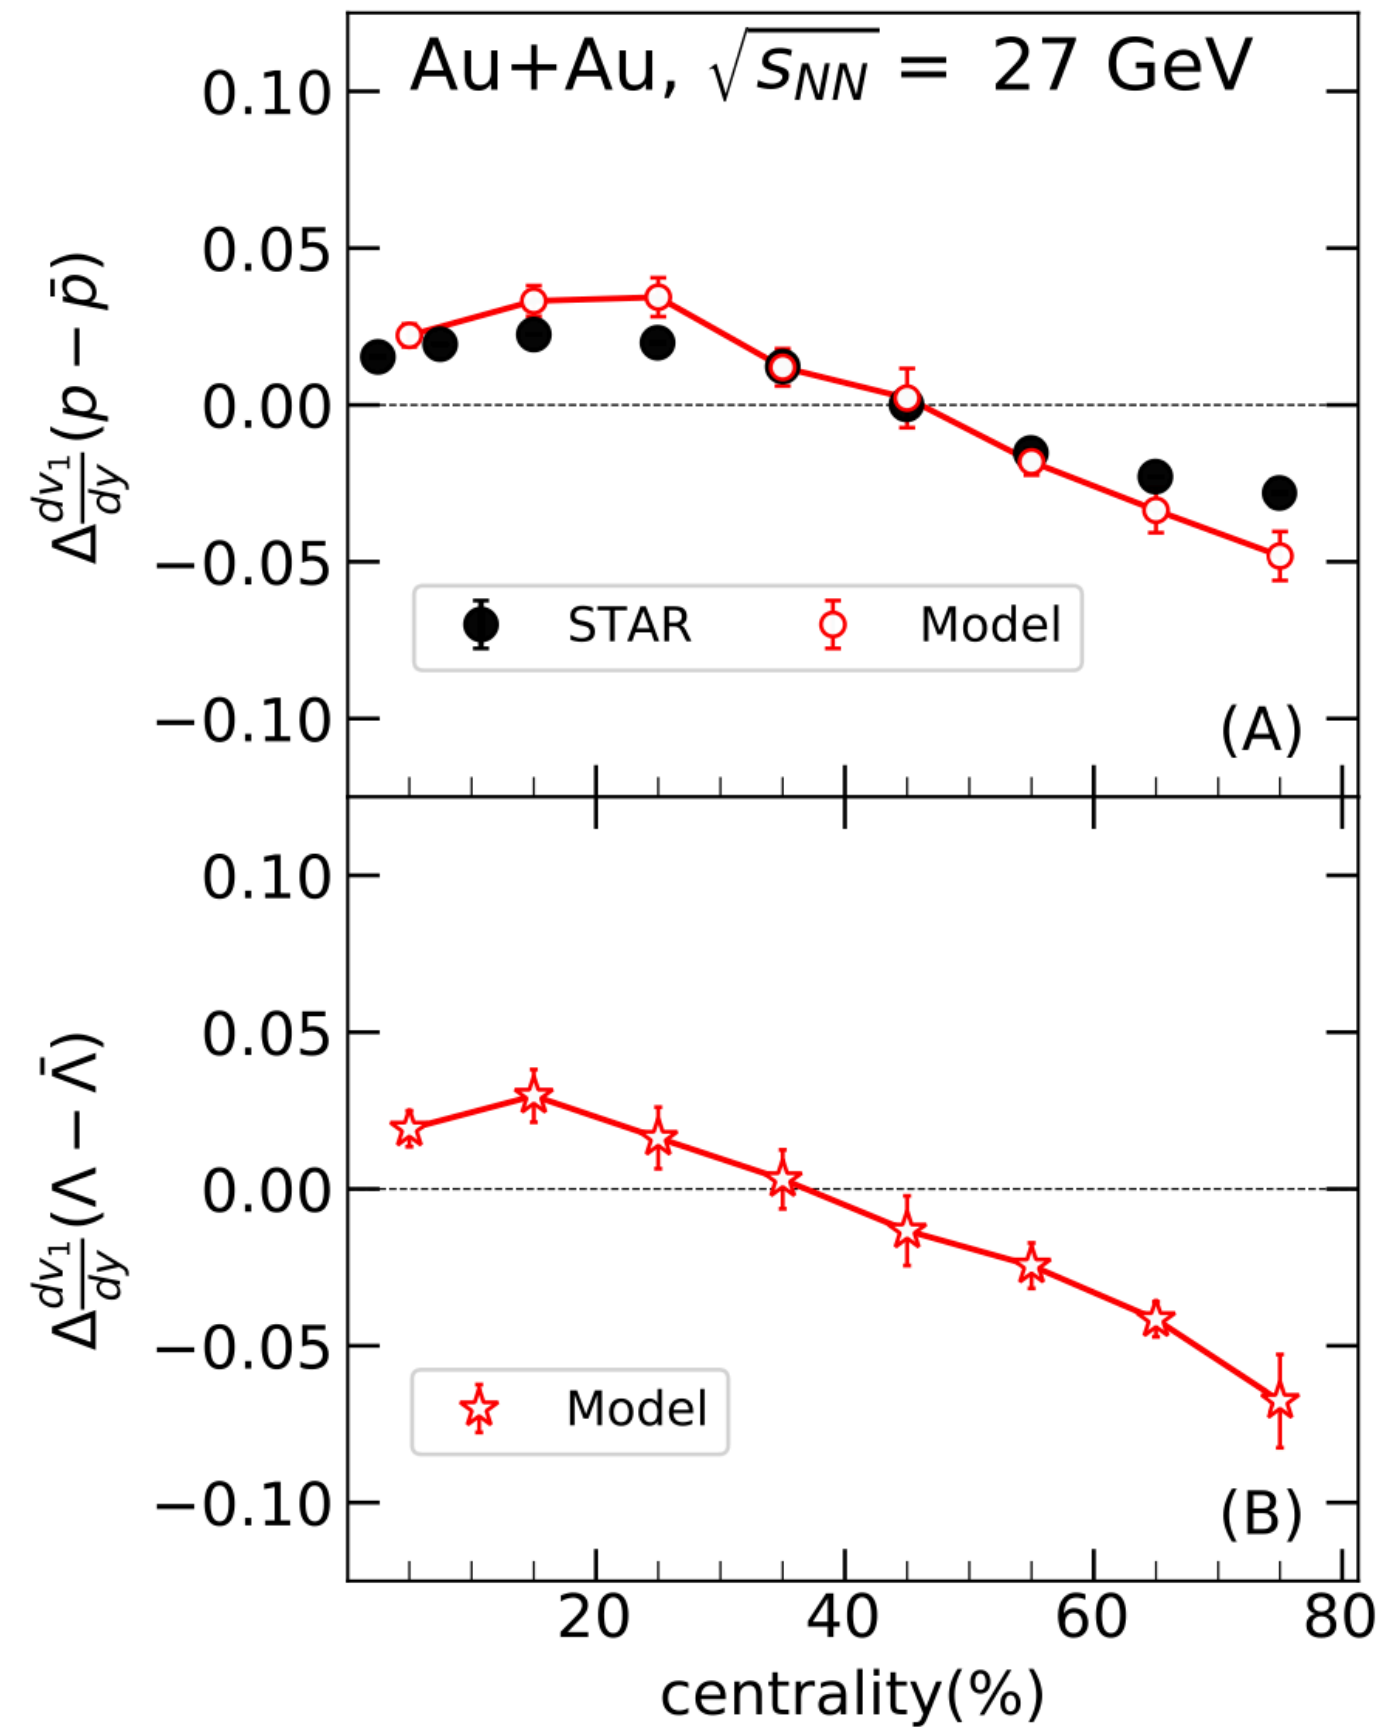 Au+Au, √s_NN = 27 GeV
0.10
0.05
0.00
−0.05
−0.10
Δ dv₁/dy (p − p̄)
STAR Model
(A)
0.10
0.05
0.00
−0.05
−0.10
Δ dv₁/dy (Λ − Λ̄)
Model
(B)
20 40 60 80
centrality(%)